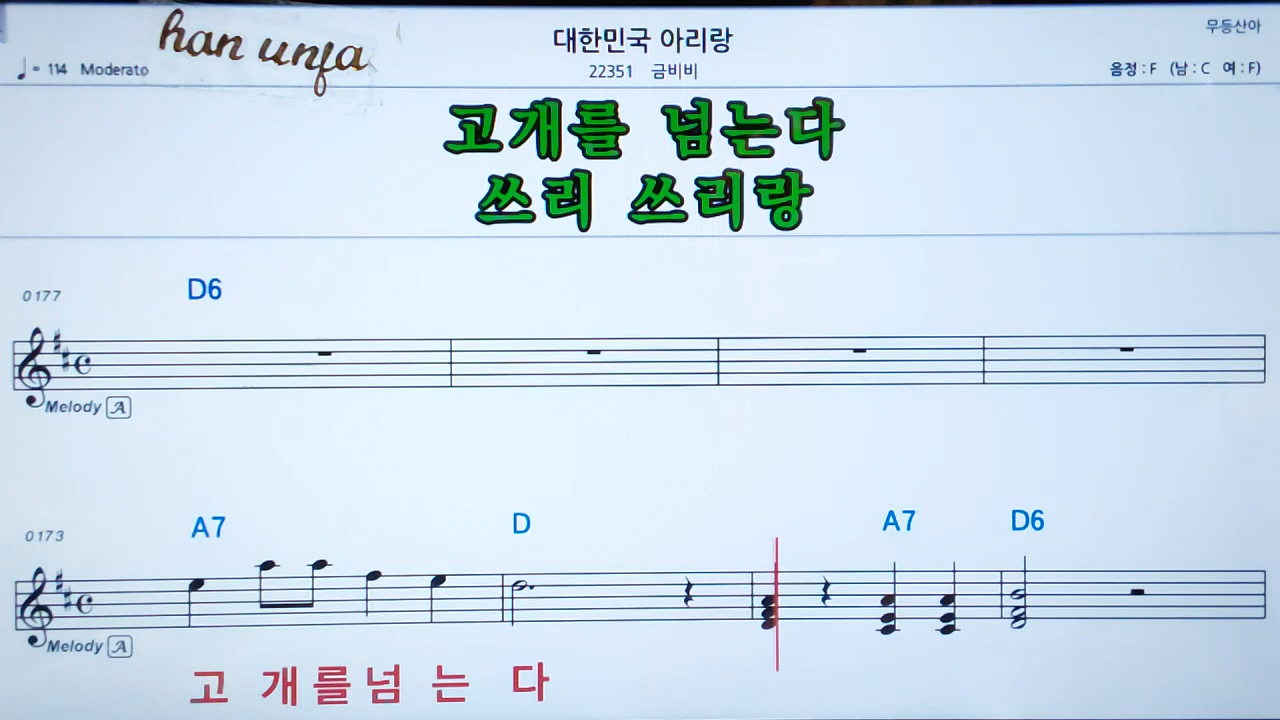 han unfa
대한민국 아리랑
무등산아
♩= 114 Moderato
22351 금비비
음정 : F (남 : C 여 : F)
고개를 넘는다
쓰리 쓰리랑
0177
D6
Melody A
0173
A7 D A7 D6
Melody A
고 개를넘 는 다